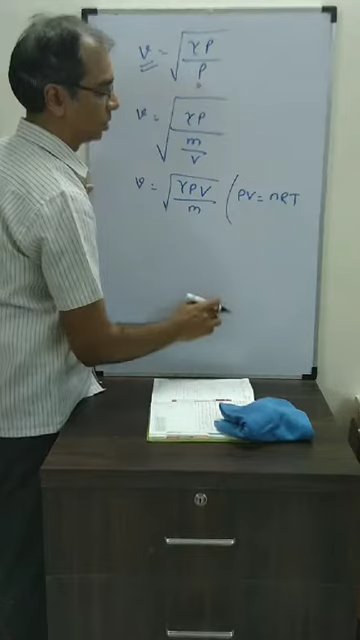 v = √(γP/ρ)
v = √(γP/(m/V))
v = √(γPV/m) (PV = nRT